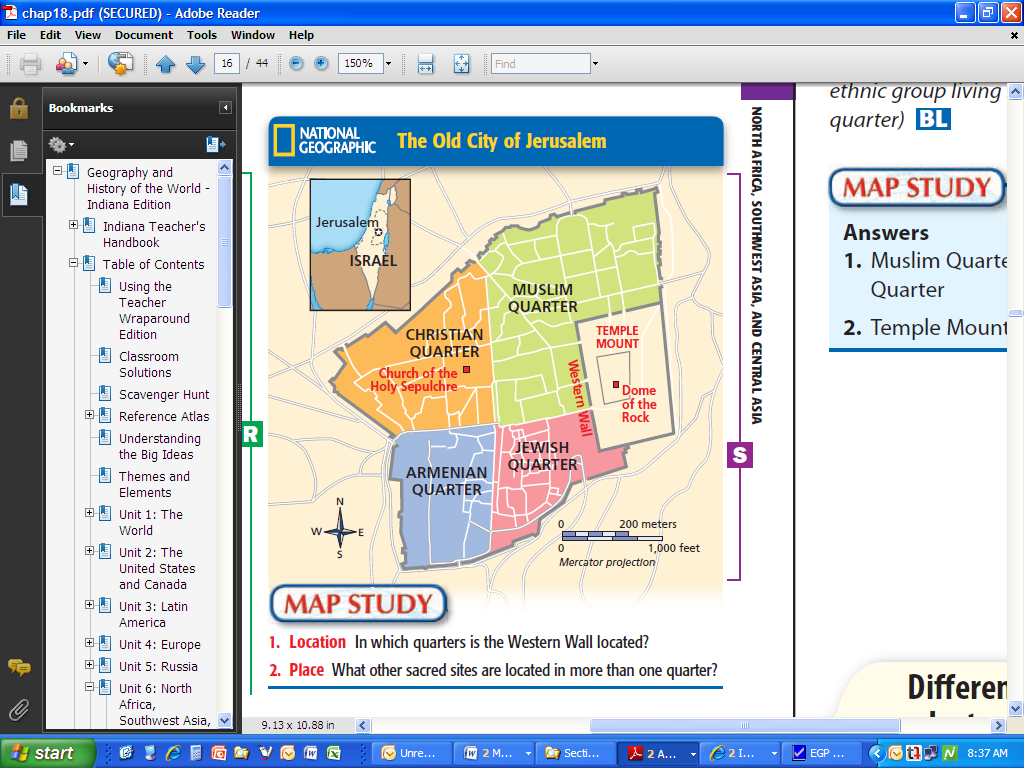 chap18.pdf (SECURED) - Adobe Reader
File Edit View Document Tools Window Help
16 / 44
150%
Find
Bookmarks
Geography and
History of the World -
Indiana Edition
Indiana Teacher's
Handbook
Table of Contents
Using the
Teacher
Wraparound
Edition
Classroom
Solutions
Scavenger Hunt
Reference Atlas
Understanding
the Big Ideas
Themes and
Elements
Unit 1: The
World
Unit 2: The
United States
and Canada
Unit 3: Latin
America
Unit 4: Europe
Unit 5: Russia
Unit 6: North
Africa,
Southwest Asia,
R
NATIONAL
GEOGRAPHIC
The Old City of Jerusalem
Jerusalem
ISRAEL
MUSLIM
QUARTER
CHRISTIAN
QUARTER
Church of the
Holy Sepulchre
TEMPLE
MOUNT
Western Wall
Dome
of the
Rock
JEWISH
QUARTER
ARMENIAN
QUARTER
N
W E
S
0 200 meters
0 1,000 feet
Mercator projection
MAP STUDY
1. Location In which quarters is the Western Wall located?
2. Place What other sacred sites are located in more than one quarter?
S
NORTH AFRICA, SOUTHWEST ASIA, AND CENTRAL ASIA
ethnic group living
quarter) BL
MAP STUDY
Answers
1. Muslim Quarte
Quarter
2. Temple Mount
Differen
9.13 x 10.88 in
start
Unre...
2 M...
Secti...
2 A...
2 I...
EGP ...
8:37 AM